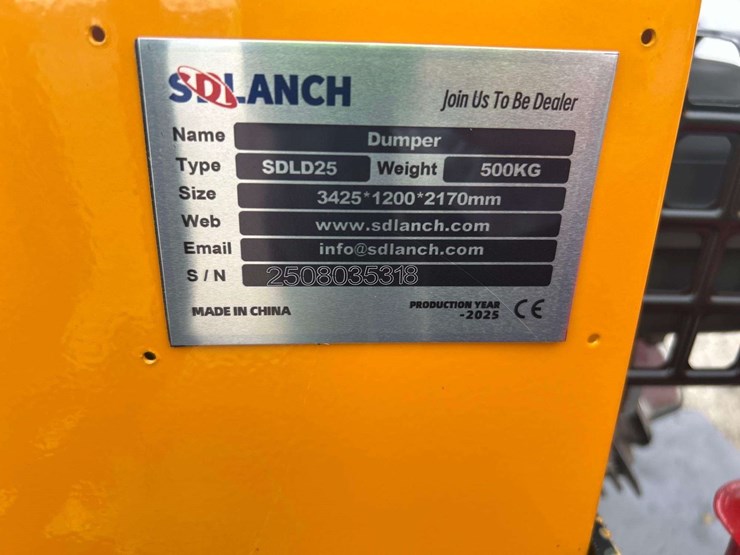 SDLANCH
Join Us To Be Dealer
Name Dumper
Type SDLD25 Weight 500KG
Size 3425*1200*2170mm
Web www.sdlanch.com
Email info@sdlanch.com
S / N 2508035318
MADE IN CHINA
PRODUCTION YEAR
-2025 CE